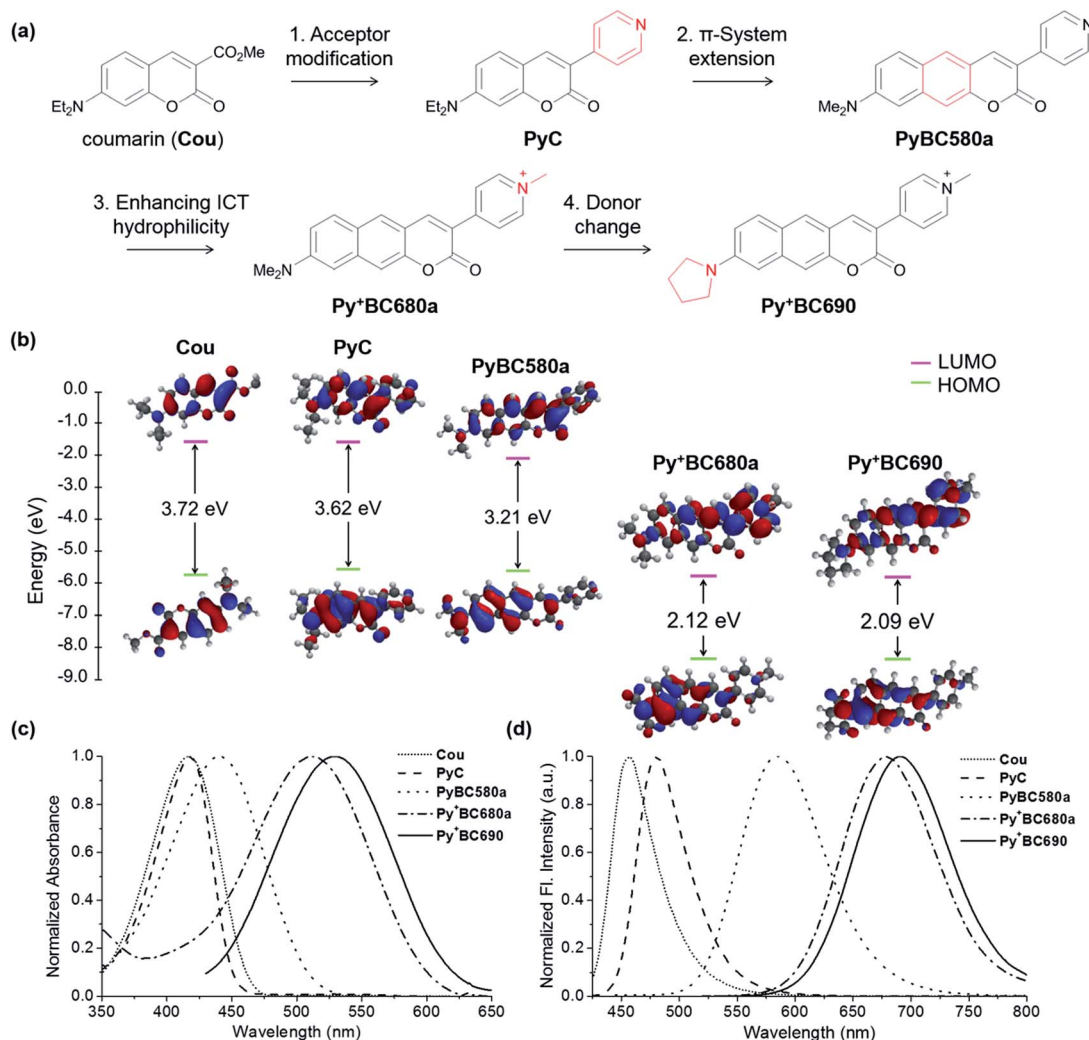 (a)
CO₂Me
Et₂N
O
O
coumarin (Cou)
1. Acceptor
modification
N
Et₂N
O
O
PyC
2. π-System
extension
N
Me₂N
O
O
PyBC580a
3. Enhancing ICT
hydrophilicity
N
+
Me₂N
O
O
Py⁺BC680a
4. Donor
change
N
+
N
O
O
Py⁺BC690
(b)
Cou
PyC
PyBC580a
Py⁺BC680a
Py⁺BC690
LUMO
HOMO
Energy (eV)
0.0
-1.0
-2.0
-3.0
-4.0
-5.0
-6.0
-7.0
-8.0
-9.0
3.72 eV
3.62 eV
3.21 eV
2.12 eV
2.09 eV
(c)
Normalized Absorbance
1.0
0.8
0.6
0.4
0.2
0.0
350
400
450
500
550
600
650
Wavelength (nm)
Cou
PyC
PyBC580a
Py⁺BC680a
Py⁺BC690
(d)
Normalized Fl. Intensity (a.u.)
1.0
0.8
0.6
0.4
0.2
0.0
450
500
550
600
650
700
750
800
Wavelength (nm)
Cou
PyC
PyBC580a
Py⁺BC680a
Py⁺BC690